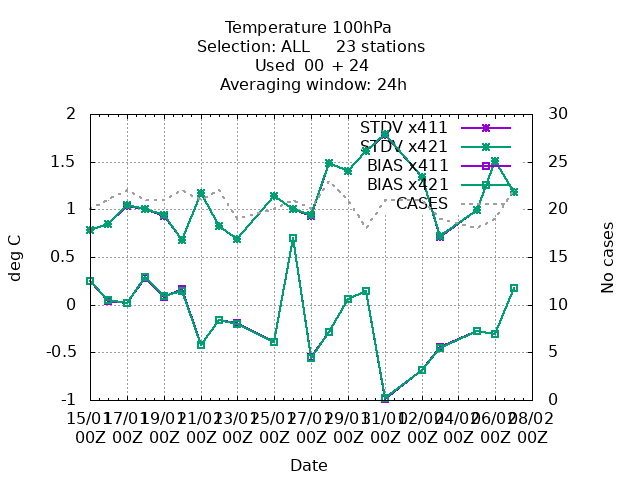 Temperature 100hPa
Selection: ALL     23 stations
Used  00 + 24
Averaging window: 24h
deg C
No cases
2
1.5
1
0.5
0
-0.5
-1
30
25
20
15
10
5
0
STDV x411
STDV x421
BIAS x411
BIAS x421
CASES
15/01 17/01 19/01 21/01 23/01 25/01 27/01 29/01 31/01 02/02 04/02 06/02 08/02
00Z 00Z 00Z 00Z 00Z 00Z 00Z 00Z 00Z 00Z 00Z 00Z 00Z
Date